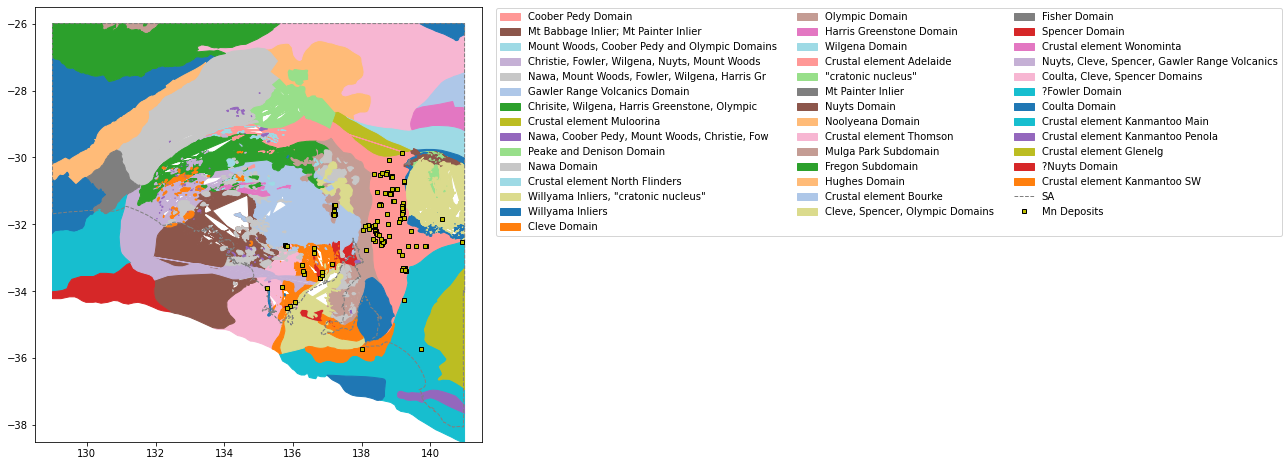 −26
−28
−30
−32
−34
−36
−38
130
132
134
136
138
140
Coober Pedy Domain
Mt Babbage Inlier; Mt Painter Inlier
Mount Woods, Coober Pedy and Olympic Domains
Christie, Fowler, Wilgena, Nuyts, Mount Woods
Nawa, Mount Woods, Fowler, Wilgena, Harris Gr
Gawler Range Volcanics Domain
Chrisite, Wilgena, Harris Greenstone, Olympic
Crustal element Muloorina
Nawa, Coober Pedy, Mount Woods, Christie, Fow
Peake and Denison Domain
Nawa Domain
Crustal element North Flinders
Willyama Inliers, "cratonic nucleus"
Willyama Inliers
Cleve Domain
Olympic Domain
Harris Greenstone Domain
Wilgena Domain
Crustal element Adelaide
"cratonic nucleus"
Mt Painter Inlier
Nuyts Domain
Noolyeana Domain
Crustal element Thomson
Mulga Park Subdomain
Fregon Subdomain
Hughes Domain
Crustal element Bourke
Cleve, Spencer, Olympic Domains
Fisher Domain
Spencer Domain
Crustal element Wonominta
Nuyts, Cleve, Spencer, Gawler Range Volcanics
Coulta, Cleve, Spencer Domains
?Fowler Domain
Coulta Domain
Crustal element Kanmantoo Main
Crustal element Kanmantoo Penola
Crustal element Glenelg
?Nuyts Domain
Crustal element Kanmantoo SW
SA
Mn Deposits